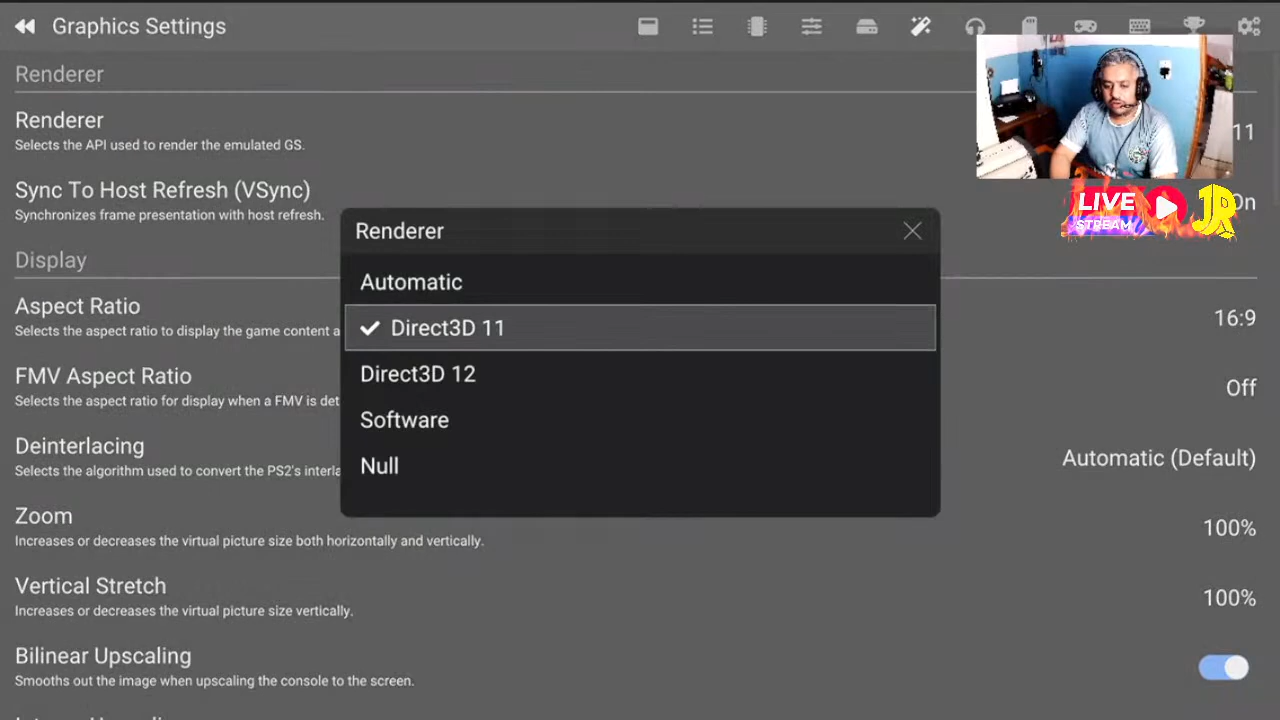 Graphics Settings
Renderer
Renderer
Selects the API used to render the emulated GS.
11
Sync To Host Refresh (VSync)
Synchronizes frame presentation with host refresh.
On
LIVE
STREAM
JR
Display
Aspect Ratio
Selects the aspect ratio to display the game content a
16:9
FMV Aspect Ratio
Selects the aspect ratio for display when a FMV is det
Off
Deinterlacing
Selects the algorithm used to convert the PS2's interla
Automatic (Default)
Zoom
Increases or decreases the virtual picture size both horizontally and vertically.
100%
Vertical Stretch
Increases or decreases the virtual picture size vertically.
100%
Bilinear Upscaling
Smooths out the image when upscaling the console to the screen.
Renderer
Automatic
Direct3D 11
Direct3D 12
Software
Null